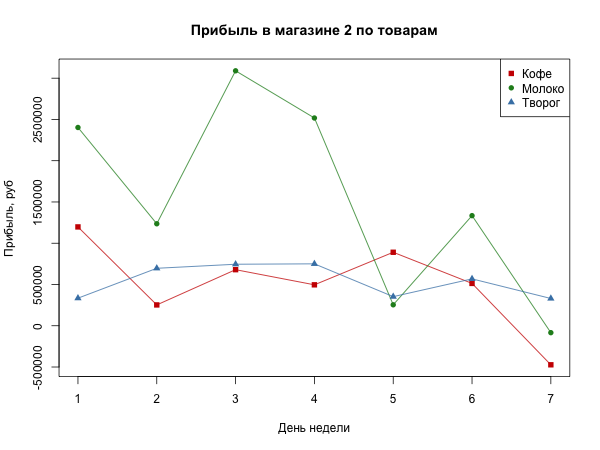 Прибыль в магазине 2 по товарам
Кофе
Молоко
Творог
Прибыль, руб
2500000
1500000
500000
0
-500000
1 2 3 4 5 6 7
День недели